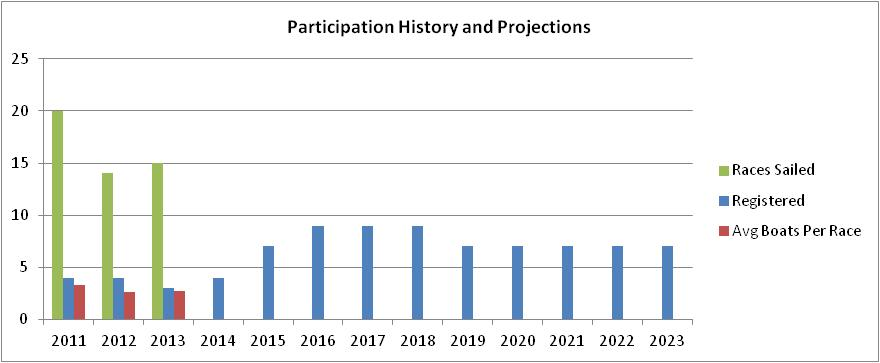 Participation History and Projections
25
20
15
10
5
0
2011 2012 2013 2014 2015 2016 2017 2018 2019 2020 2021 2022 2023
Races Sailed
Registered
Avg Boats Per Race